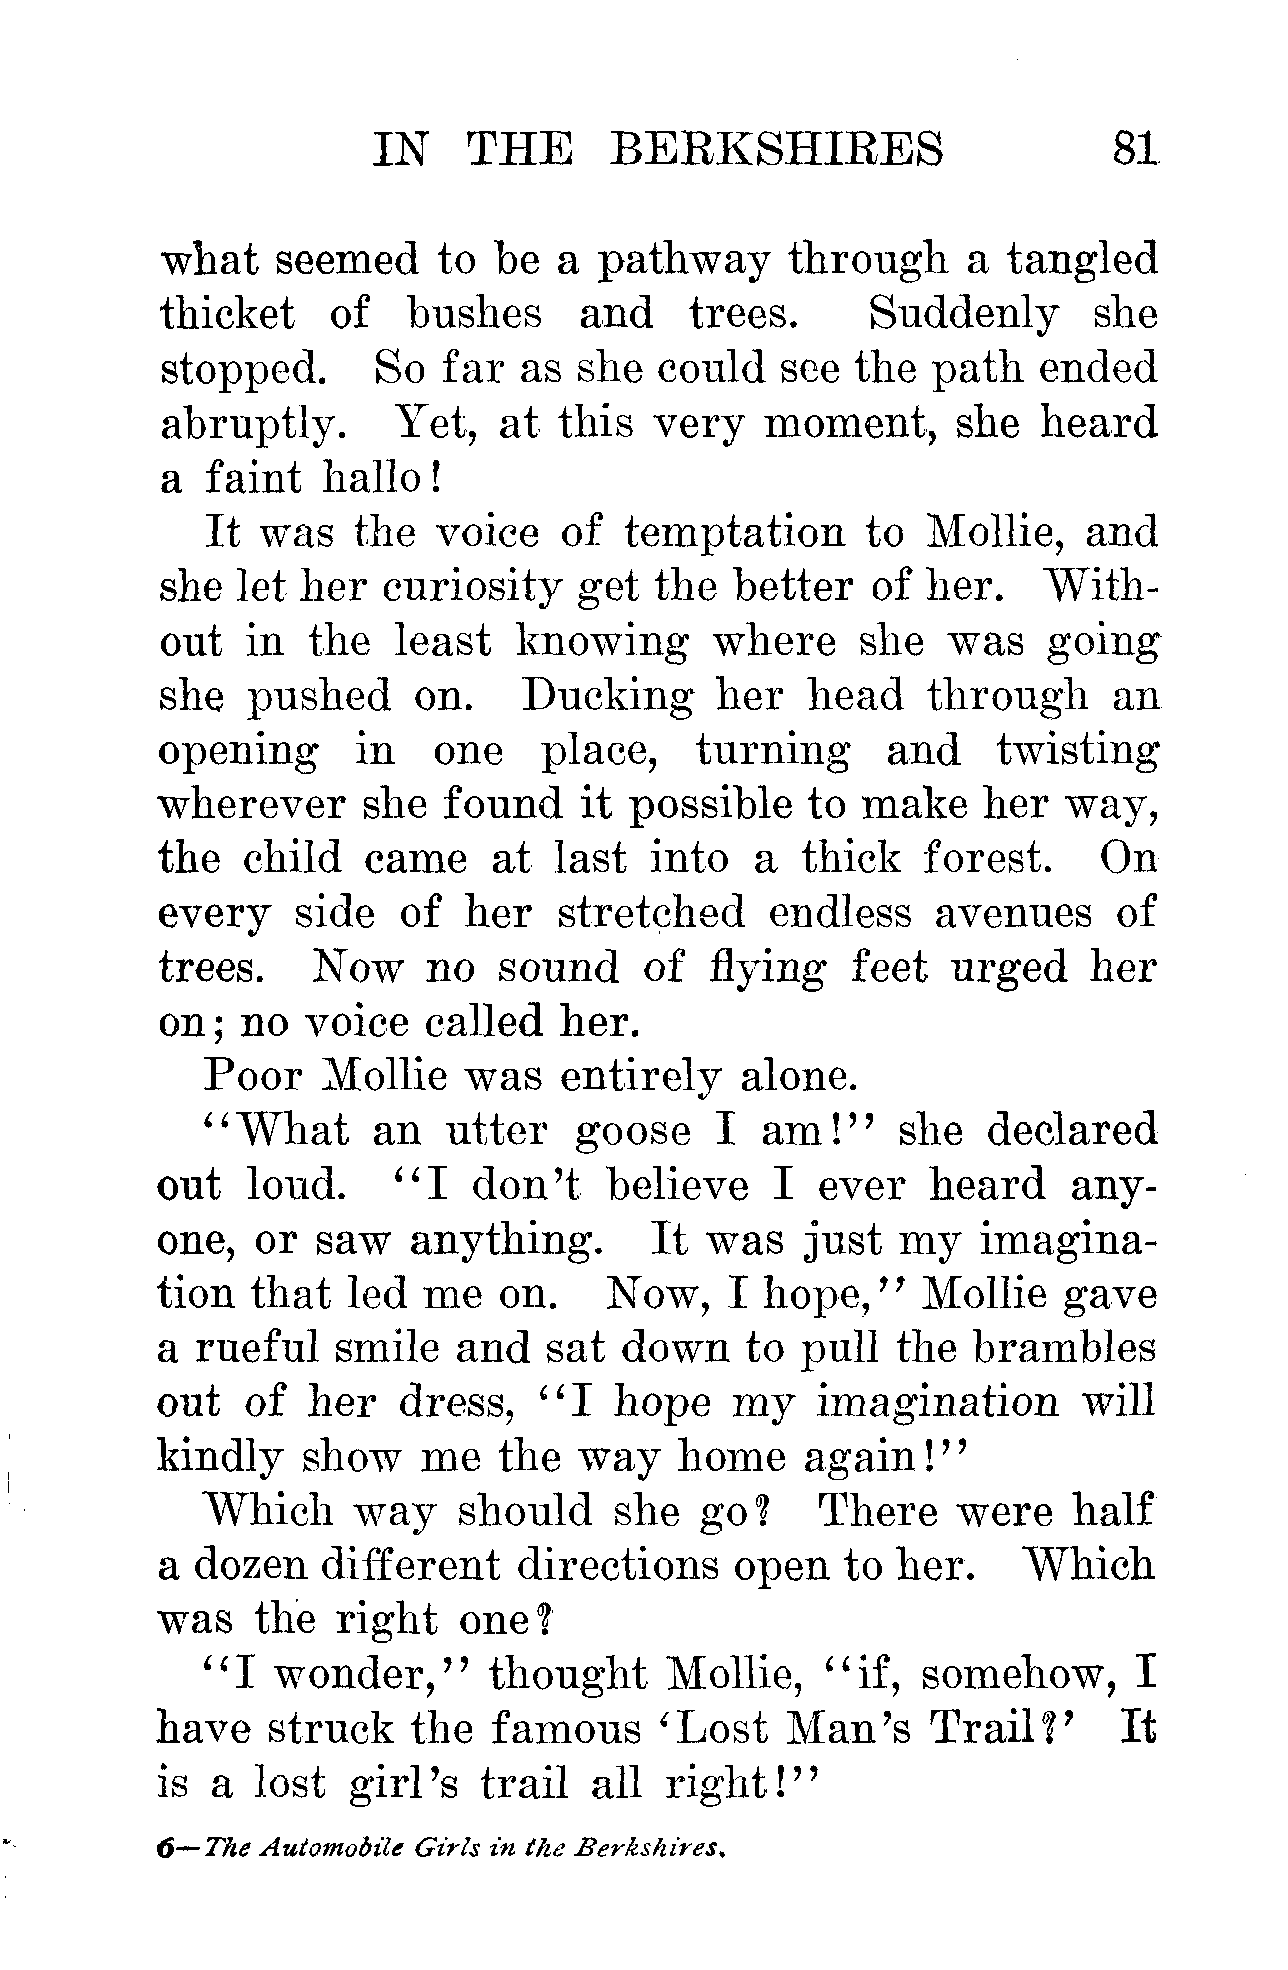 IN THE BERKSHIRES 81
what seemed to be a pathway through a tangled
thicket of bushes and trees. Suddenly she
stopped. So far as she could see the path ended
abruptly. Yet, at this very moment, she heard
a faint hallo!
It was the voice of temptation to Mollie, and
she let her curiosity get the better of her. With-
out in the least knowing where she was going
she pushed on. Ducking her head through an
opening in one place, turning and twisting
wherever she found it possible to make her way,
the child came at last into a thick forest. On
every side of her stretched endless avenues of
trees. Now no sound of flying feet urged her
on; no voice called her.
Poor Mollie was entirely alone.
"What an utter goose I am!" she declared
out loud. "I don't believe I ever heard any-
one, or saw anything. It was just my imagina-
tion that led me on. Now, I hope," Mollie gave
a rueful smile and sat down to pull the brambles
out of her dress, "I hope my imagination will
kindly show me the way home again!"
Which way should she go? There were half
a dozen different directions open to her. Which
was the right one?
"I wonder," thought Mollie, "if, somehow, I
have struck the famous 'Lost Man's Trail?' It
is a lost girl's trail all right!"
6—The Automobile Girls in the Berkshires.